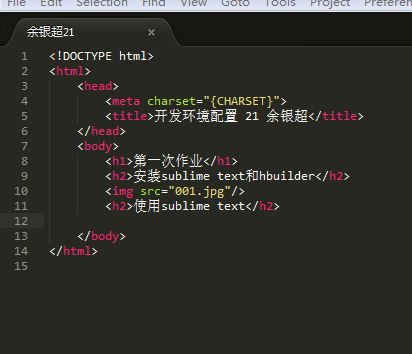 File Edit Selection Find View Goto Tools Project Preferen
余银超21 ×
1 <!DOCTYPE html>
2 <html>
3 <head>
4 <meta charset="{CHARSET}">
5 <title>开发环境配置 21 余银超</title>
6 </head>
7 <body>
8 <h1>第一次作业</h1>
9 <h2>安装sublime text和hbuilder</h2>
10 <img src="001.jpg"/>
11 <h2>使用sublime text</h2>
12
13 </body>
14 </html>
15